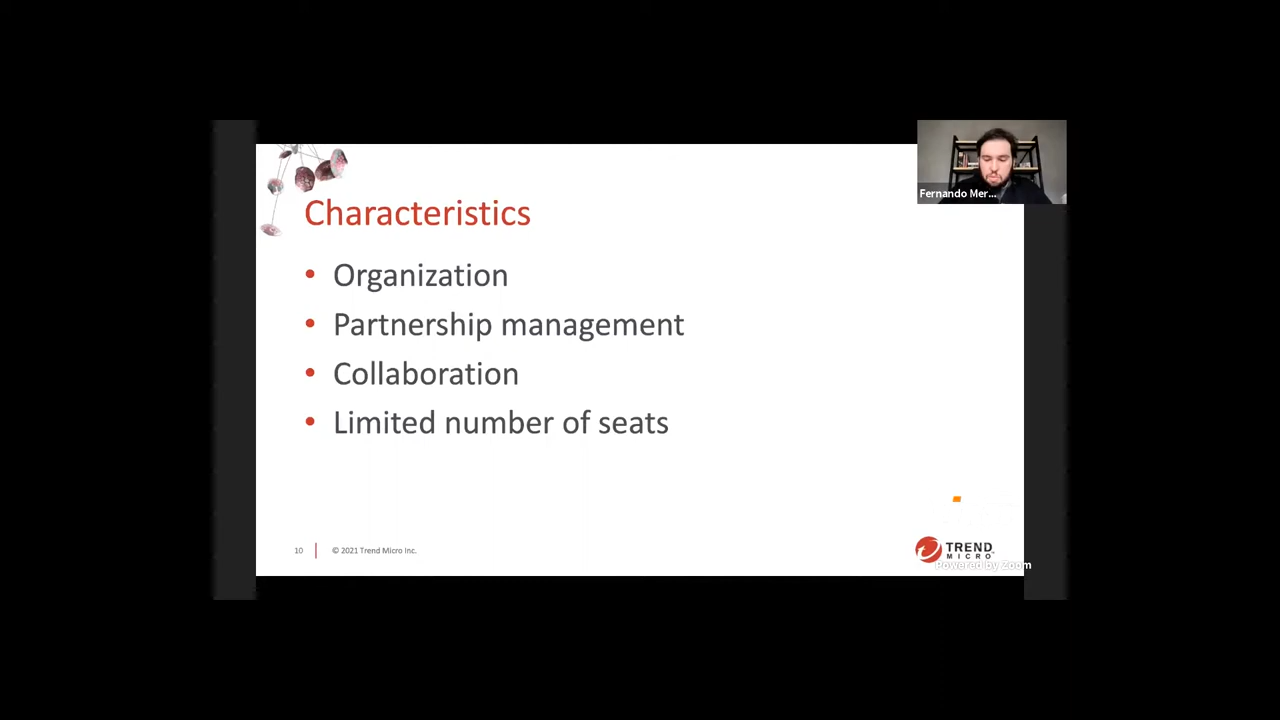 Fernando Mer...
Characteristics
• Organization
• Partnership management
• Collaboration
• Limited number of seats
10
© 2021 Trend Micro Inc.
TREND
MICRO
Powered by Zoom